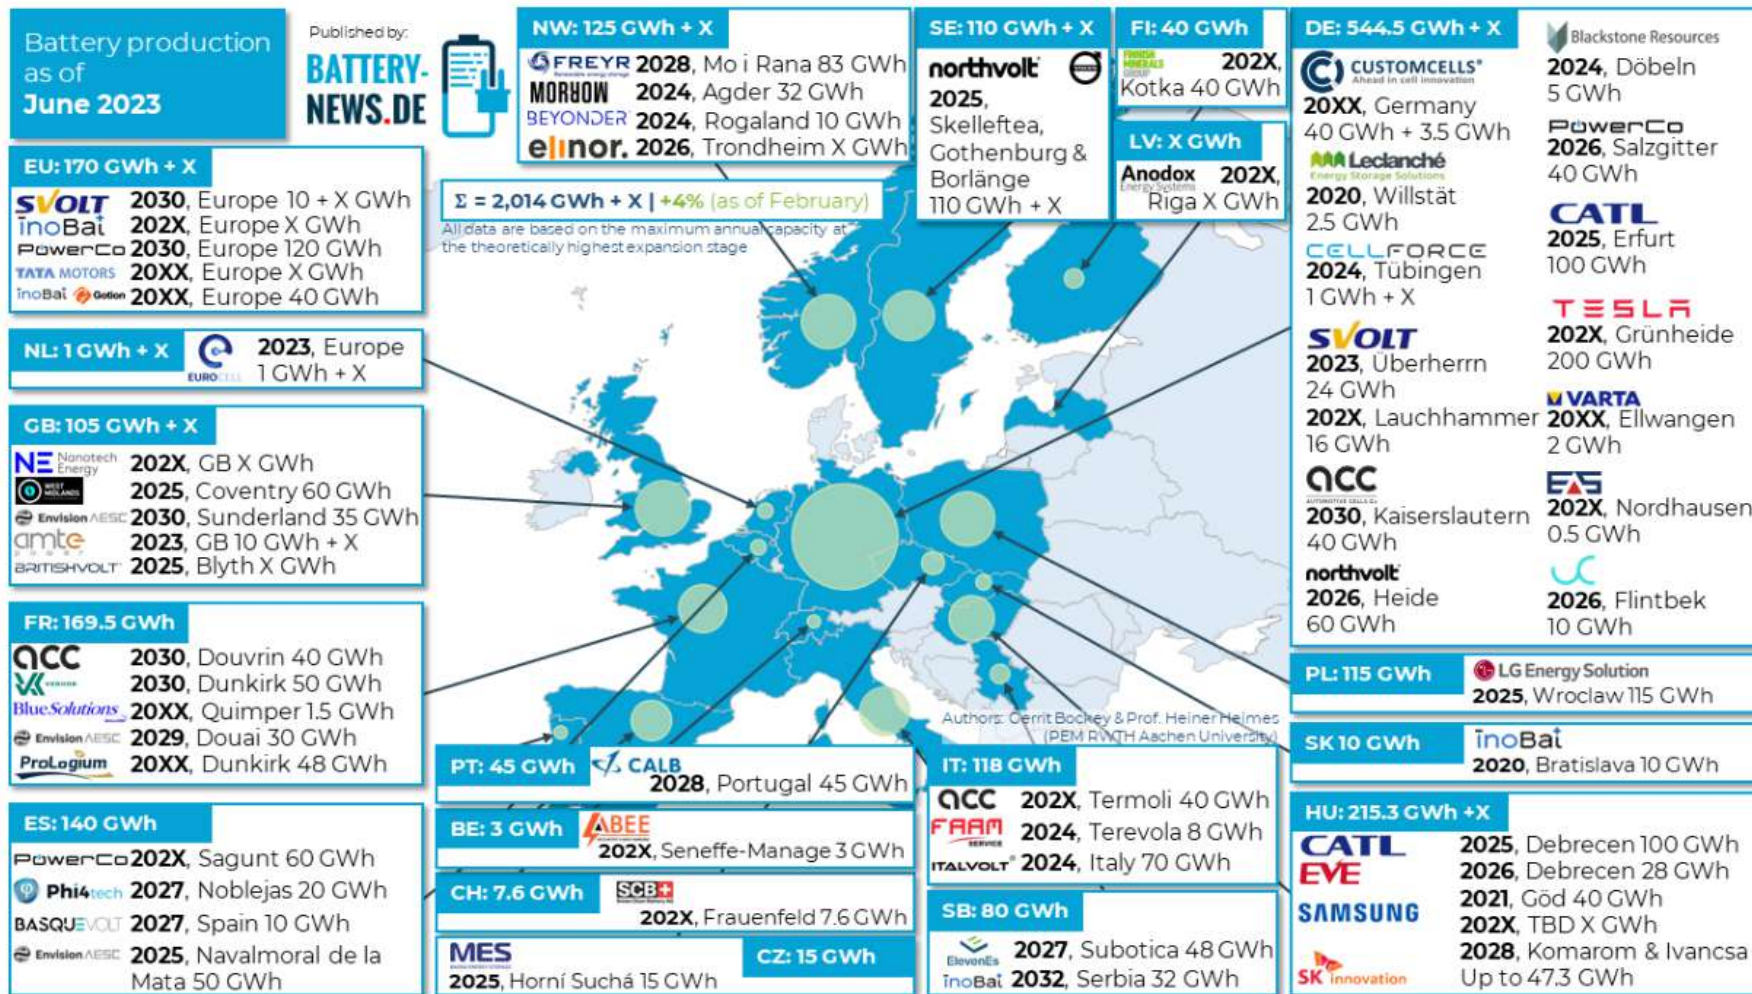 Battery production
as of
June 2023
Published by:
BATTERY-
NEWS.DE
NW: 125 GWh + X
FREYR 2028, Mo i Rana 83 GWh
MORROW 2024, Agder 32 GWh
BEYONDER 2024, Rogaland 10 GWh
elinor. 2026, Trondheim X GWh
SE: 110 GWh + X
northvolt
2025,
Skelleftea,
Gothenburg &
Borlänge
110 GWh + X
FI: 40 GWh
FINNISH
MINERALS
GROUP
202X,
Kotka 40 GWh
LV: X GWh
Anodox
Energy Systems
202X,
Riga X GWh
Σ = 2,014 GWh + X | +4% (as of February)
All data are based on the maximum annual capacity at
the theoretically highest expansion stage
EU: 170 GWh + X
SVOLT 2030, Europe 10 + X GWh
inoBat 202X, Europe X GWh
PowerCo 2030, Europe 120 GWh
TATA MOTORS 20XX, Europe X GWh
inoBat Gotion 20XX, Europe 40 GWh
NL: 1 GWh + X
EUROCELL
2023, Europe
1 GWh + X
GB: 105 GWh + X
NE Nanotech
Energy
202X, GB X GWh
WEST
MIDLANDS
2025, Coventry 60 GWh
Envision AESC 2030, Sunderland 35 GWh
amte
power
2023, GB 10 GWh + X
BRITISHVOLT 2025, Blyth X GWh
FR: 169.5 GWh
acc 2030, Douvrin 40 GWh
VERKOR 2030, Dunkirk 50 GWh
BlueSolutions 20XX, Quimper 1.5 GWh
Envision AESC 2029, Douai 30 GWh
ProLogium 20XX, Dunkirk 48 GWh
ES: 140 GWh
PowerCo 202X, Sagunt 60 GWh
Phi4tech 2027, Noblejas 20 GWh
BASQUEVOLT 2027, Spain 10 GWh
Envision AESC 2025, Navalmoral de la
Mata 50 GWh
PT: 45 GWh
CALB
2028, Portugal 45 GWh
BE: 3 GWh
ABEE
202X, Seneffe-Manage 3 GWh
CH: 7.6 GWh
SCB
202X, Frauenfeld 7.6 GWh
MES
CZ: 15 GWh
2025, Horní Suchá 15 GWh
Authors: Gerrit Bockey & Prof. Heiner Heimes
(PEM RWTH Aachen University)
IT: 118 GWh
acc 202X, Termoli 40 GWh
FAAM
SERVICE
2024, Terevola 8 GWh
ITALVOLT 2024, Italy 70 GWh
SB: 80 GWh
ElevenEs 2027, Subotica 48 GWh
inoBat 2032, Serbia 32 GWh
DE: 544.5 GWh + X
CUSTOMCELLS®
Ahead in cell innovation
20XX, Germany
40 GWh + 3.5 GWh
Leclanché
Energy Storage Solutions
2020, Willstät
2.5 GWh
CELLFORCE
2024, Tübingen
1 GWh + X
SVOLT
2023, Überherrn
24 GWh
202X, Lauchhammer
16 GWh
acc
AUTOMOTIVE CELLS Co
2030, Kaiserslautern
40 GWh
northvolt
2026, Heide
60 GWh
Blackstone Resources
2024, Döbeln
5 GWh
PowerCo
2026, Salzgitter
40 GWh
CATL
2025, Erfurt
100 GWh
TESLA
202X, Grünheide
200 GWh
VARTA
20XX, Ellwangen
2 GWh
EAS
202X, Nordhausen
0.5 GWh
2026, Flintbek
10 GWh
PL: 115 GWh
LG Energy Solution
2025, Wroclaw 115 GWh
SK 10 GWh
inoBat
2020, Bratislava 10 GWh
HU: 215.3 GWh +X
CATL 2025, Debrecen 100 GWh
EVE 2026, Debrecen 28 GWh
SAMSUNG 2021, Göd 40 GWh
202X, TBD X GWh
SK innovation 2028, Komarom & Ivancsa
Up to 47.3 GWh